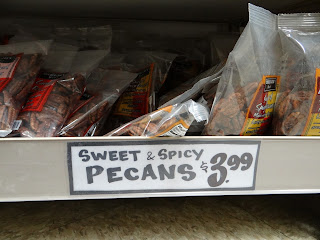 SWEET & SPICY
PECANS $3.99